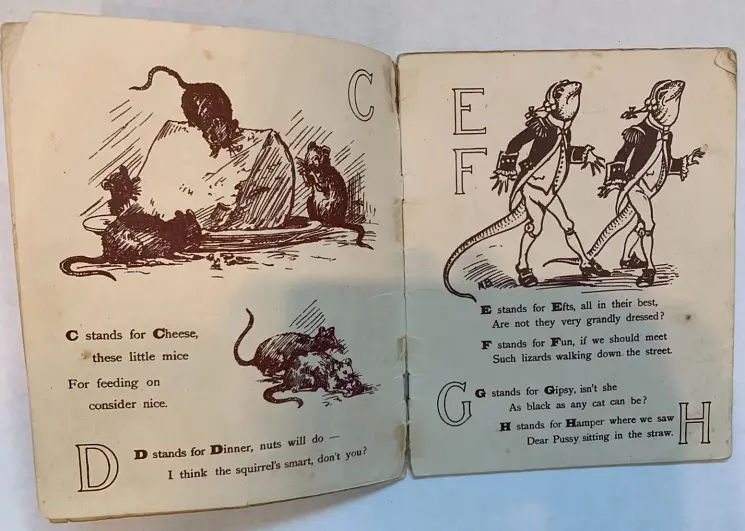 C
C stands for Cheese,
these little mice
For feeding on
consider nice.
D
D stands for Dinner, nuts will do —
I think the squirrel's smart, don't you?
E
F
E stands for Efts, all in their best,
Are not they very grandly dressed?
F stands for Fun, if we should meet
Such lizards walking down the street.
G
G stands for Gipsy, isn't she
As black as any cat can be?
H stands for Hamper where we saw
Dear Pussy sitting in the straw.
H